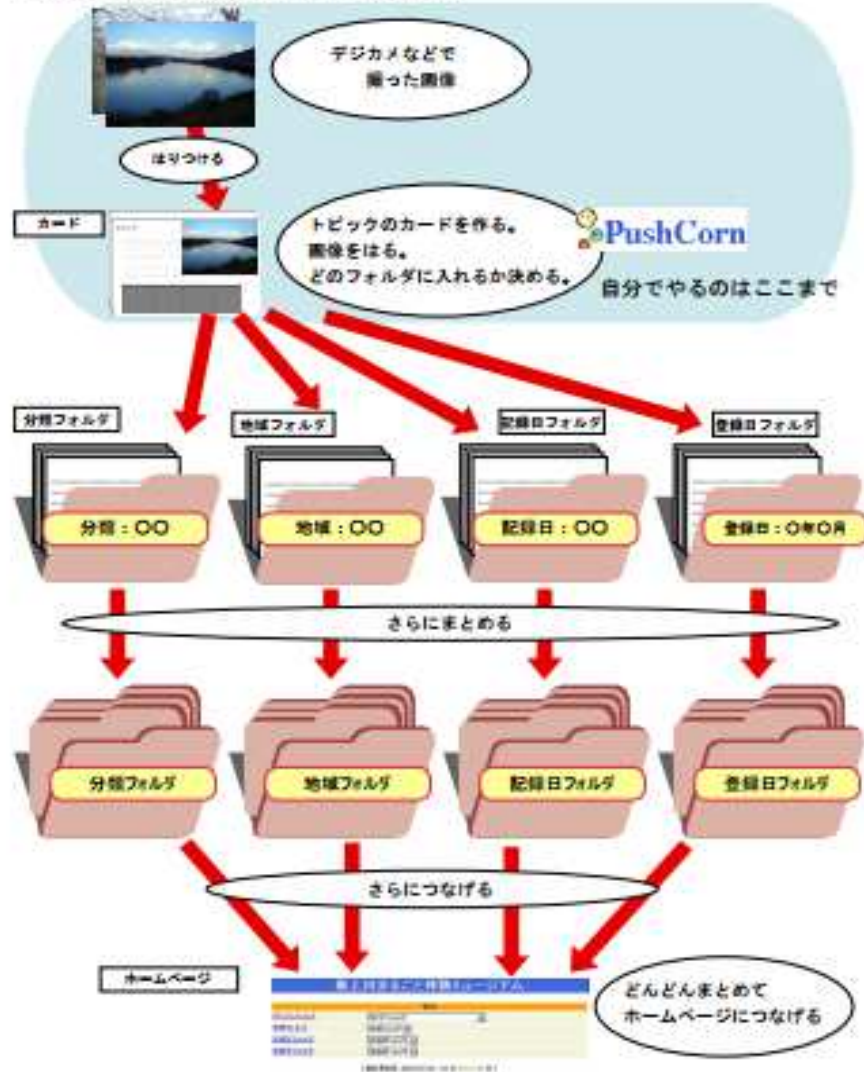 デジカメなどで
撮った画像
はりつける
カード
トピックのカードを作る。
画像をはる。
どのフォルダに入れるか決める。
PushCorn
自分でやるのはここまで
分類フォルダ
地域フォルダ
記録日フォルダ
登録日フォルダ
分類：〇〇
地域：〇〇
記録日：〇〇
登録日：〇年〇月
さらにまとめる
分類フォルダ
地域フォルダ
記録日フォルダ
登録日フォルダ
さらにつなげる
ホームページ
どんどんまとめて
ホームページにつなげる